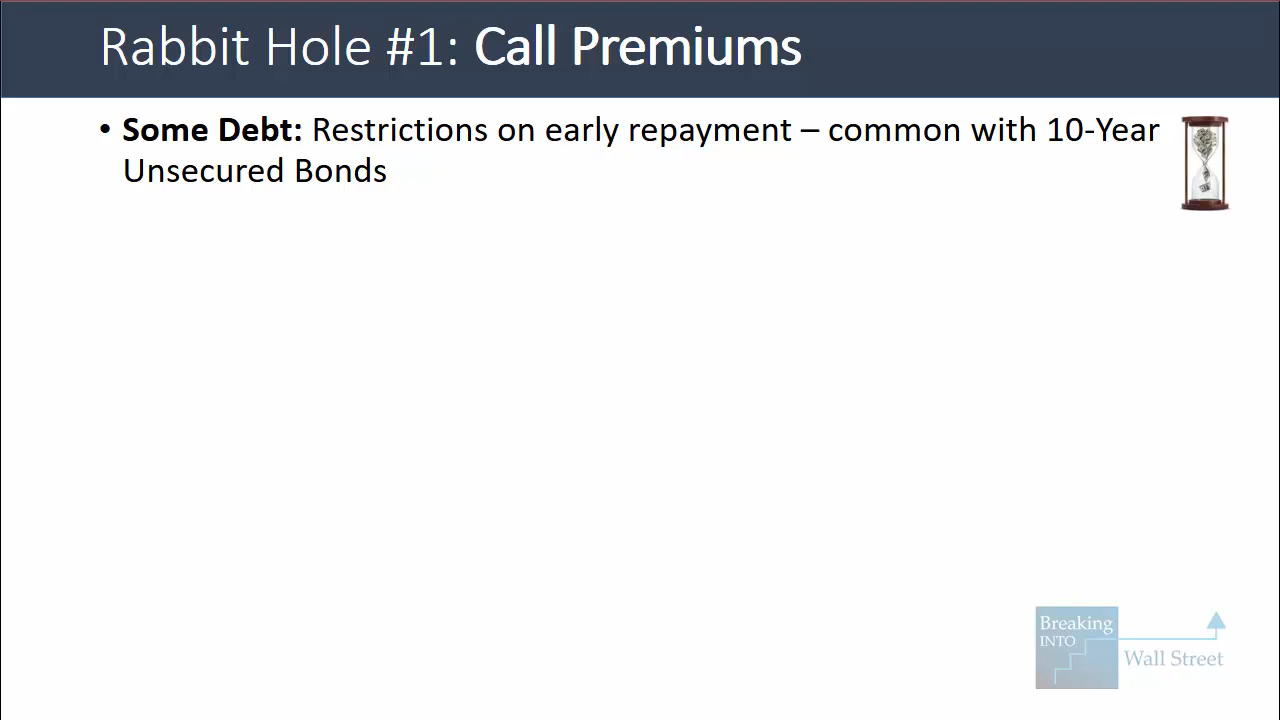 Rabbit Hole #1: Call Premiums
• Some Debt: Restrictions on early repayment – common with 10-Year
Unsecured Bonds
Breaking
INTO
Wall Street